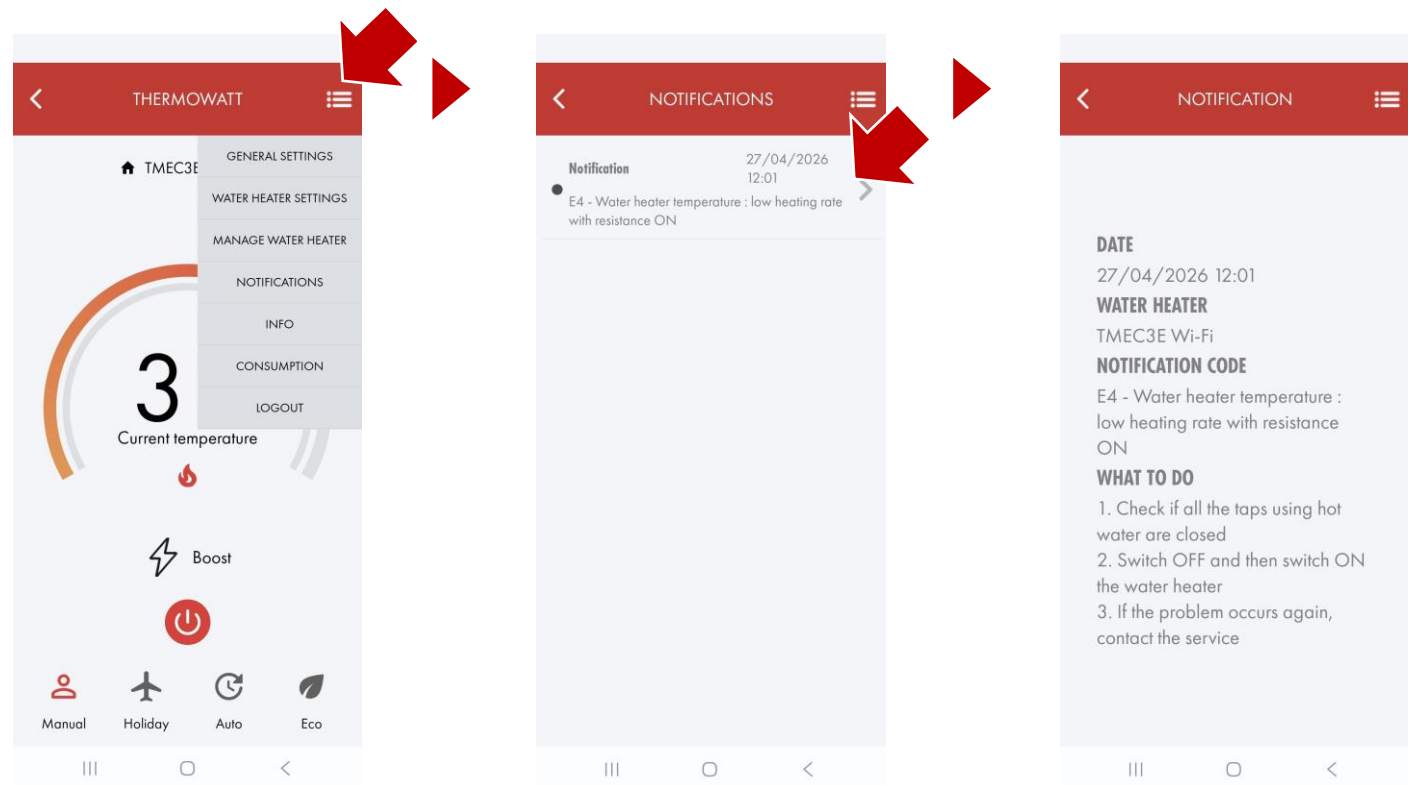 THERMOWATT
TMEC3E
GENERAL SETTINGS
WATER HEATER SETTINGS
MANAGE WATER HEATER
NOTIFICATIONS
INFO
CONSUMPTION
LOGOUT
3
Current temperature
Boost
Manual
Holiday
Auto
Eco
NOTIFICATIONS
Notification
27/04/2026
12:01
E4 - Water heater temperature : low heating rate
with resistance ON
NOTIFICATION
DATE
27/04/2026 12:01
WATER HEATER
TMEC3E Wi-Fi
NOTIFICATION CODE
E4 - Water heater temperature :
low heating rate with resistance
ON
WHAT TO DO
1. Check if all the taps using hot
water are closed
2. Switch OFF and then switch ON
the water heater
3. If the problem occurs again,
contact the service